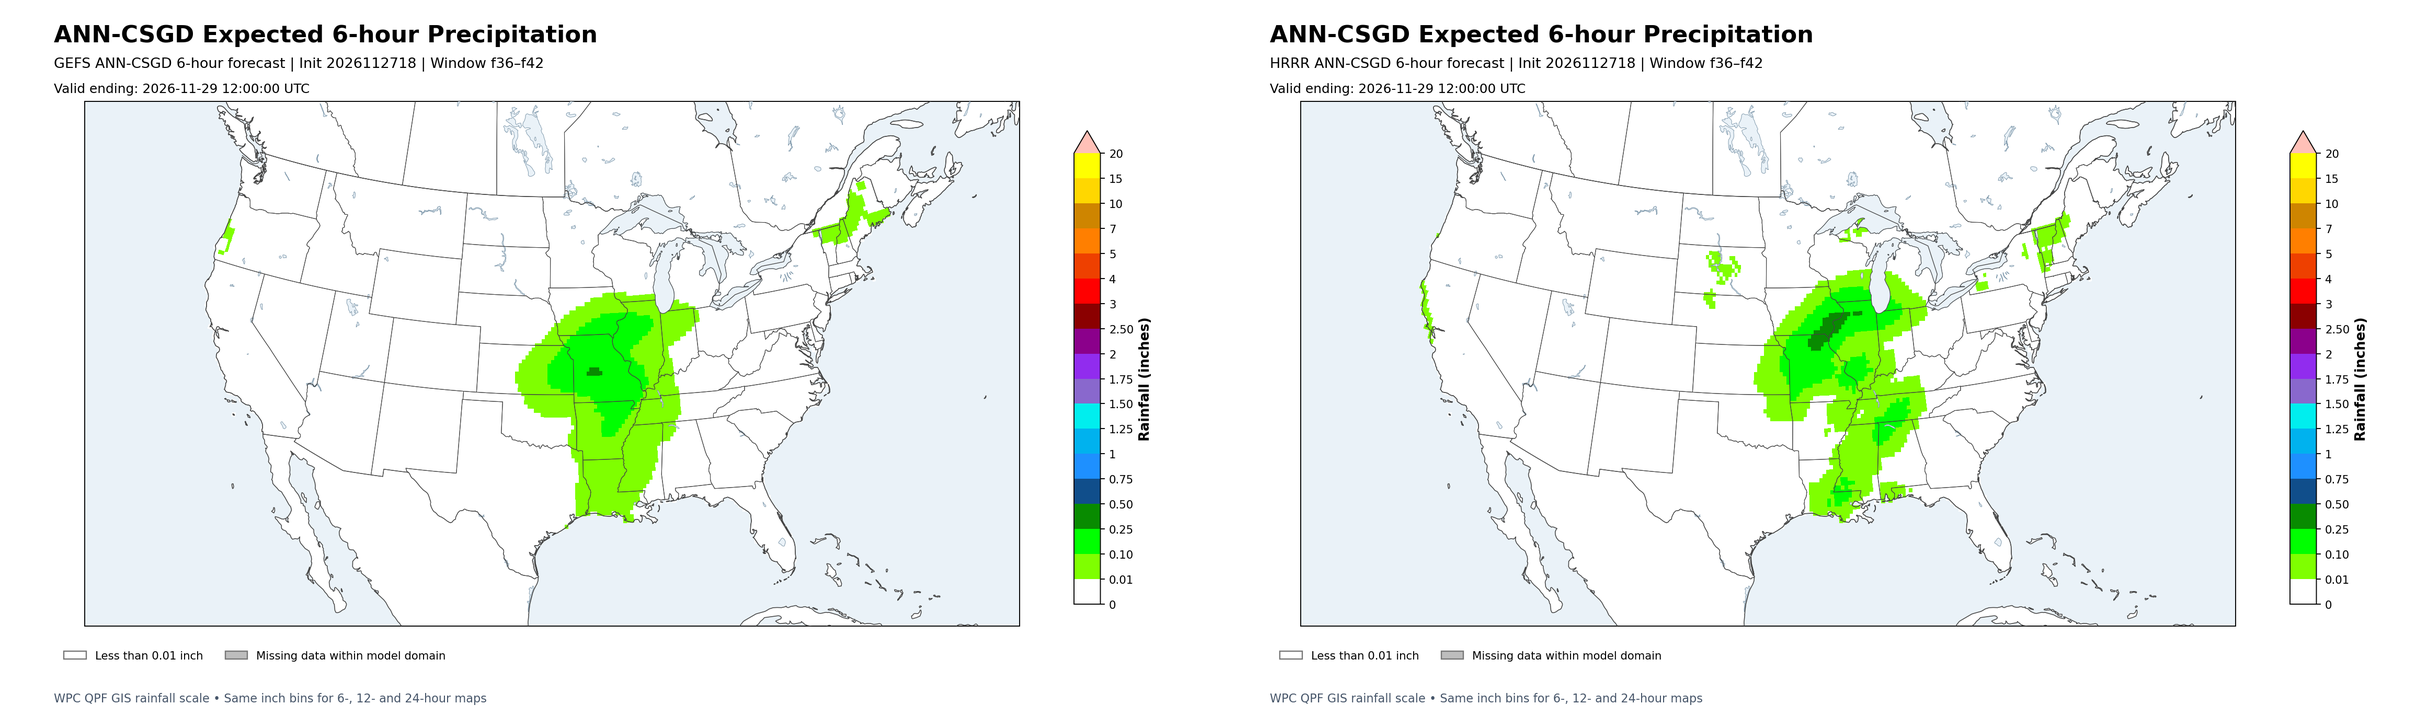 ANN-CSGD Expected 6-hour Precipitation
GEFS ANN-CSGD 6-hour forecast | Init 2026112718 | Window f36–f42
Valid ending: 2026-11-29 12:00:00 UTC
20
15
10
7
5
4
3
2.50
2
1.75
1.50
1.25
1
0.75
0.50
0.25
0.10
0.01
0
Rainfall (inches)
Less than 0.01 inch
Missing data within model domain
WPC QPF GIS rainfall scale • Same inch bins for 6-, 12- and 24-hour maps
ANN-CSGD Expected 6-hour Precipitation
HRRR ANN-CSGD 6-hour forecast | Init 2026112718 | Window f36–f42
Valid ending: 2026-11-29 12:00:00 UTC
20
15
10
7
5
4
3
2.50
2
1.75
1.50
1.25
1
0.75
0.50
0.25
0.10
0.01
0
Rainfall (inches)
Less than 0.01 inch
Missing data within model domain
WPC QPF GIS rainfall scale • Same inch bins for 6-, 12- and 24-hour maps